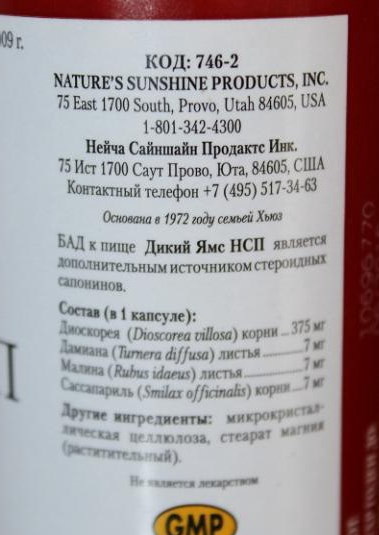 09 г.
КОД: 746-2
NATURE'S SUNSHINE PRODUCTS, INC.
75 East 1700 South, Provo, Utah 84605, USA
1-801-342-4300
Нейча Сайншайн Продактс Инк.
75 Ист 1700 Саут Прово, Юта, 84605, США
Контактный телефон +7 (495) 517-34-63
Основана в 1972 году семьей Хьюз
БАД к пище Дикий Ямс НСП является
дополнительным источником стероидных
сапонинов.
Состав (в 1 капсуле):
Диоскорея (Dioscorea villosa) корни ... 375 мг
Дамиана (Turnera diffusa) листья ... 7 мг
Малина (Rubus idaeus) листья ... 7 мг
Сассапариль (Smilax officinalis) корни ... 7 мг
Другие ингредиенты: микрокристал-
лическая целлюлоза, стеарат магния
(растительный).
Не является лекарством
GMP